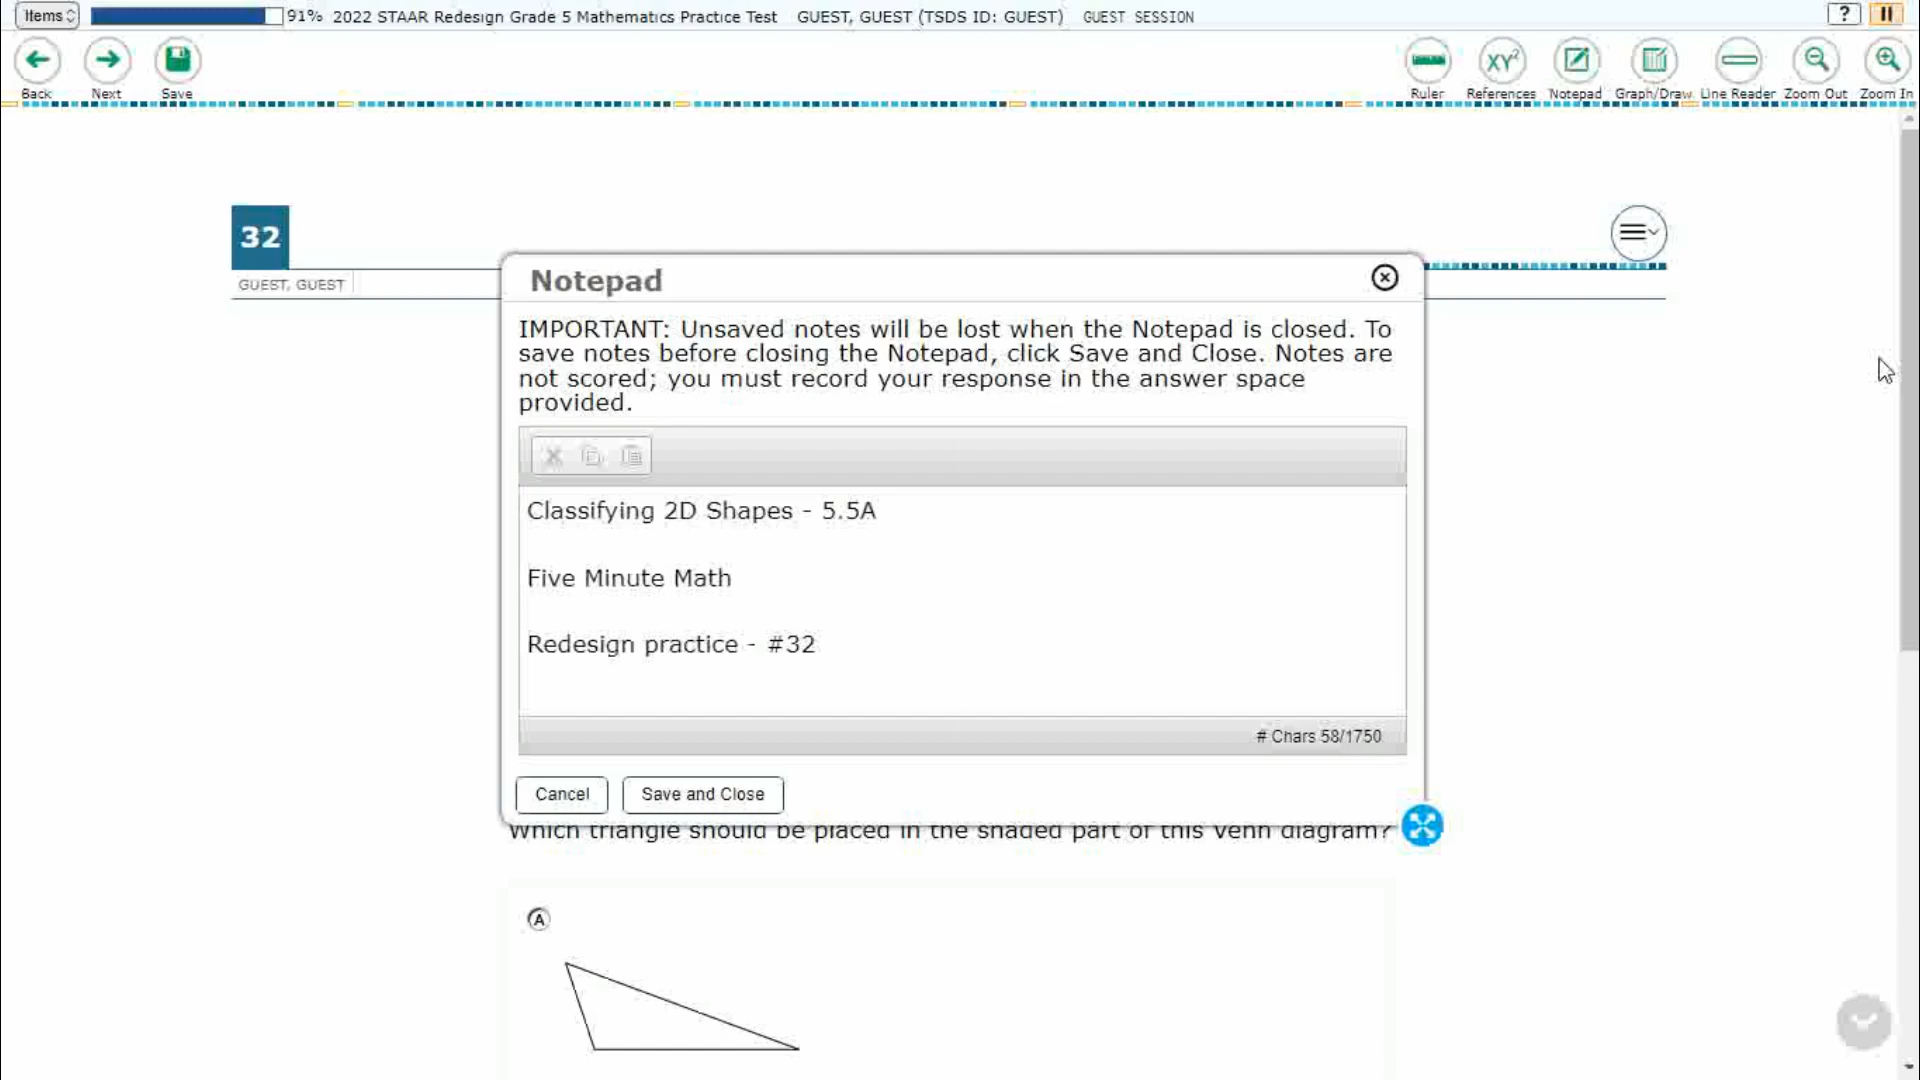 Items 91% 2022 STAAR Redesign Grade 5 Mathematics Practice Test GUEST, GUEST (TSDS ID: GUEST) GUEST SESSION ?
XY²
Back Next Save Ruler References Notepad Graph/Draw Line Reader Zoom Out Zoom In
32
GUEST, GUEST
Notepad
IMPORTANT: Unsaved notes will be lost when the Notepad is closed. To
save notes before closing the Notepad, click Save and Close. Notes are
not scored; you must record your response in the answer space
provided.
Classifying 2D Shapes - 5.5A
Five Minute Math
Redesign practice - #32
# Chars 58/1750
Cancel Save and Close
Which triangle should be placed in the shaded part of this Venn diagram?
A